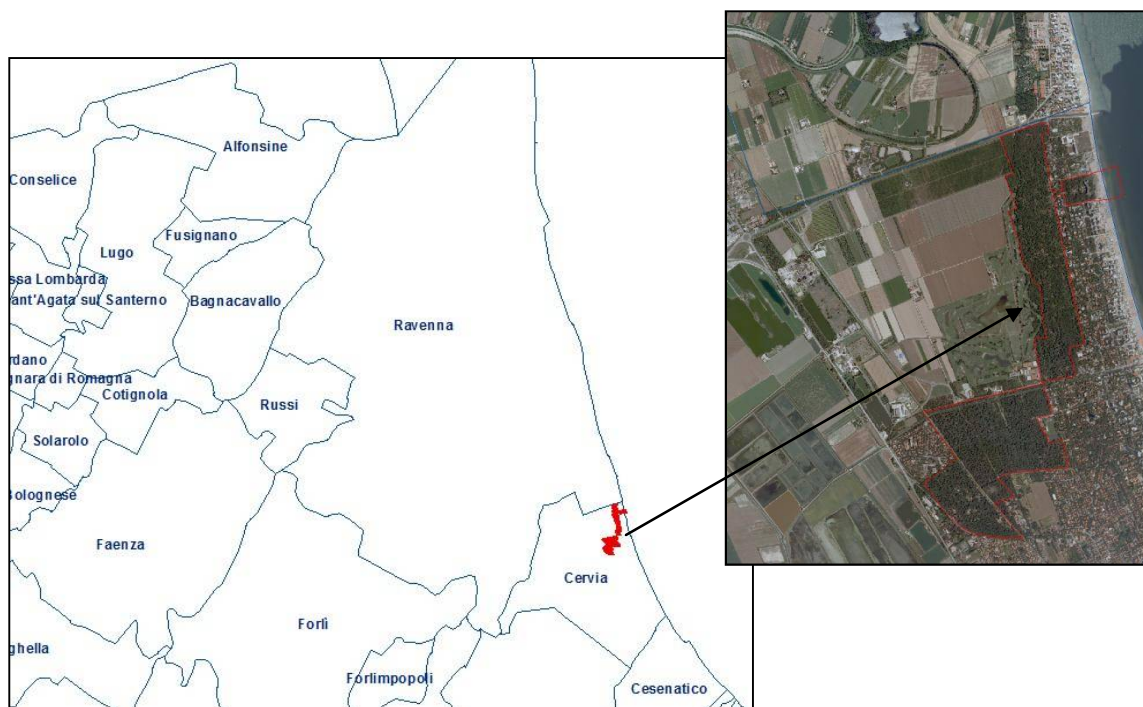 Alfonsine
Conselice
Fusignano
Lugo
ssa Lombarda
Bagnacavallo
ant'Agata sul Santerno
Ravenna
rdano
gnara di Romagna
Cotignola
Russi
Solarolo
Bolognese
Faenza
Cervia
Forlì
ghella
Forlimpopoli
Cesenatico